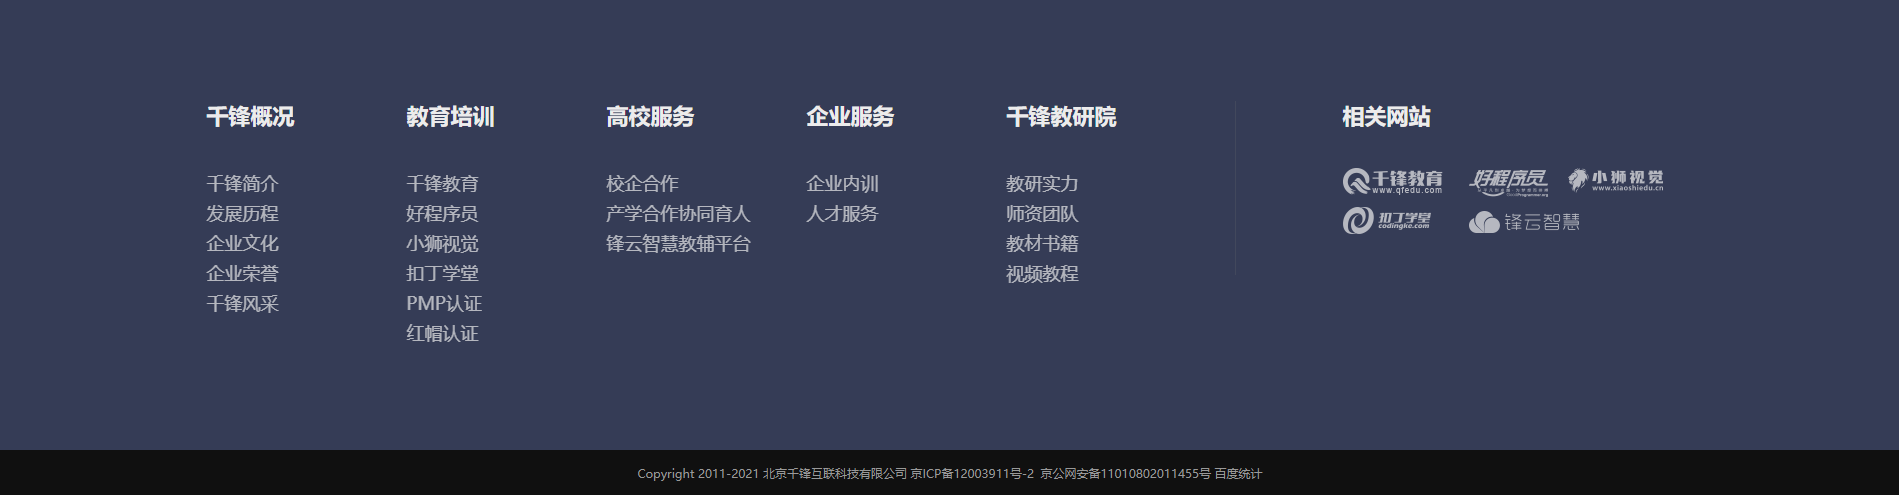 千锋概况
千锋简介
发展历程
企业文化
企业荣誉
千锋风采
教育培训
千锋教育
好程序员
小狮视觉
扣丁学堂
PMP认证
红帽认证
高校服务
校企合作
产学合作协同育人
锋云智慧教辅平台
企业服务
企业内训
人才服务
千锋教研院
教研实力
师资团队
教材书籍
视频教程
相关网站
千锋教育
www.qfedu.com
好程序员
小狮视觉
www.xiaoshiedu.cn
扣丁学堂
codingke.com
锋云智慧
Copyright 2011-2021 北京千锋互联科技有限公司 京ICP备12003911号-2 京公网安备11010802011455号 百度统计